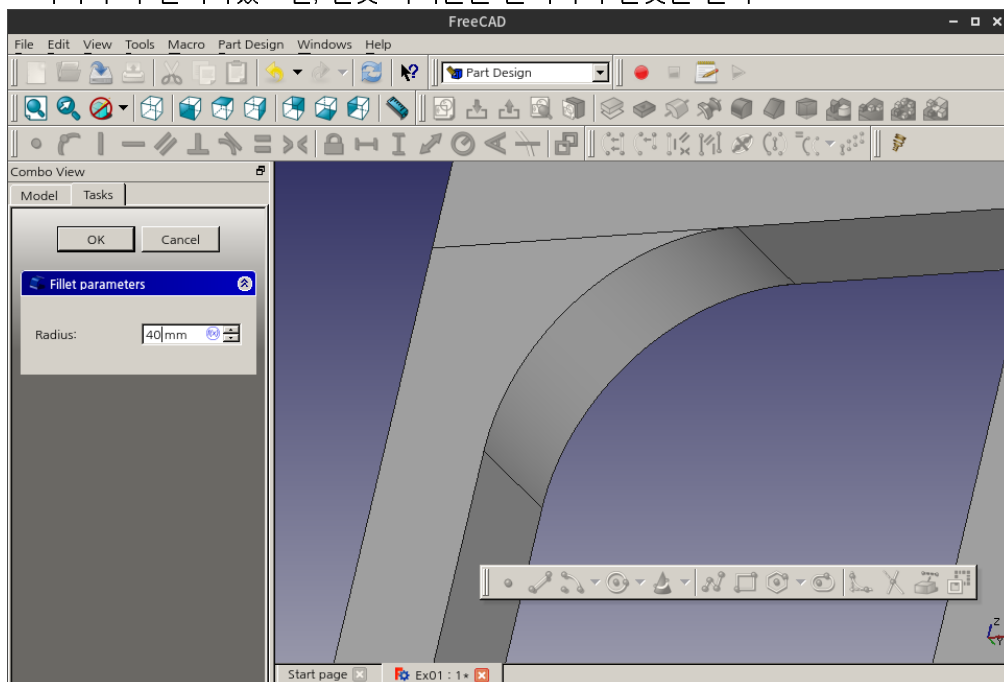 FreeCAD
File Edit View Tools Macro Part Design Windows Help
Part Design
Combo View
Model Tasks
OK Cancel
Fillet parameters
Radius: 40 mm
f(x)
Z
Y
Start page Ex01 : 1*